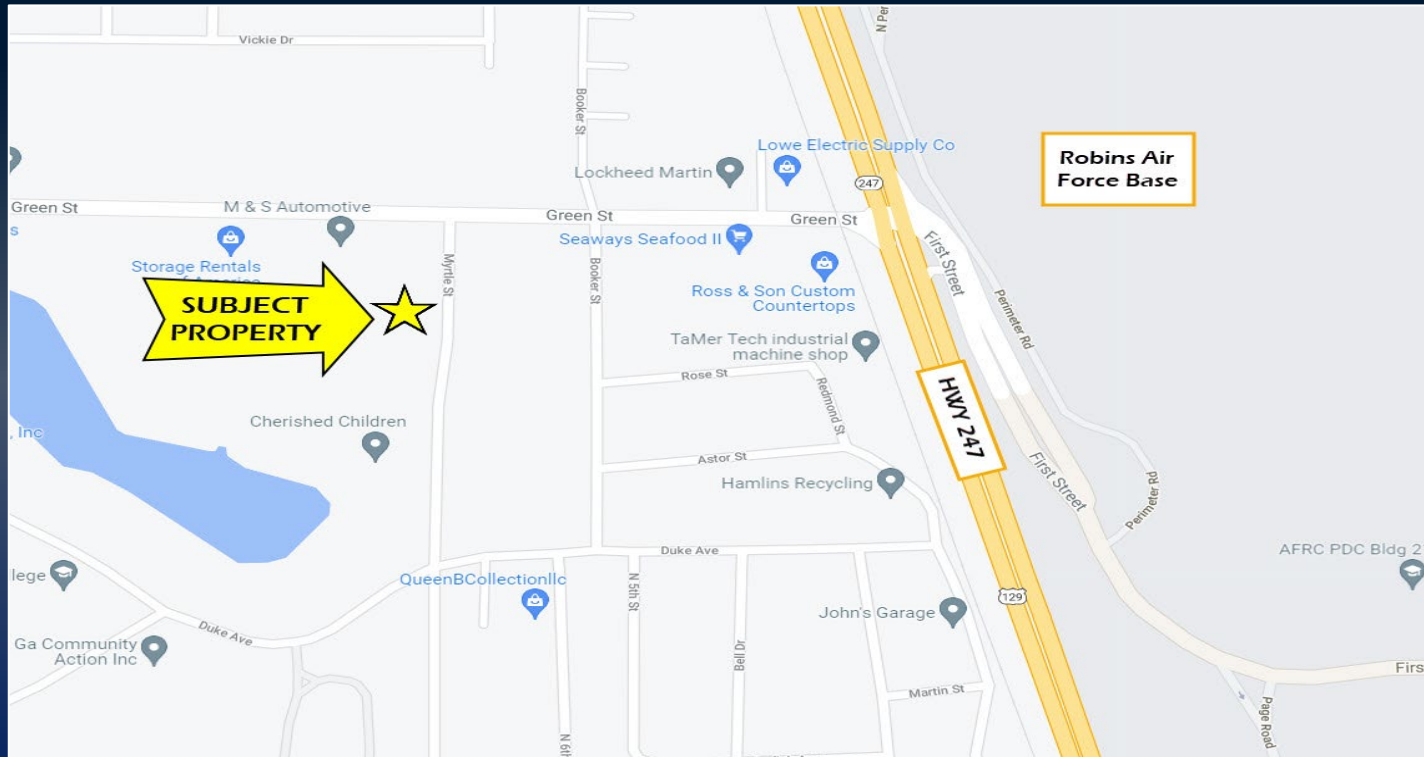 Vickie Dr
N Per
Booker St
Lowe Electric Supply Co
Robins Air
Force Base
Lockheed Martin
247
Green St
M & S Automotive
Green St
Green St
s
Seaways Seafood II
Storage Rentals
Myrtle St
Booker St
First Street
Ross & Son Custom
Countertops
Perimeter Rd
SUBJECT
PROPERTY
TaMer Tech industrial
machine shop
Rose St
Redmond St
HWY 247
Cherished Children
, Inc
Astor St
Hamlins Recycling
First Street
Perimeter Rd
Duke Ave
AFRC PDC Bldg 2
llege
QueenBCollectionllc
N 5th St
129
John's Garage
Duke Ave
Ga Community
Action Inc
Bell Dr
Firs
Martin St
Page Road
N 6th